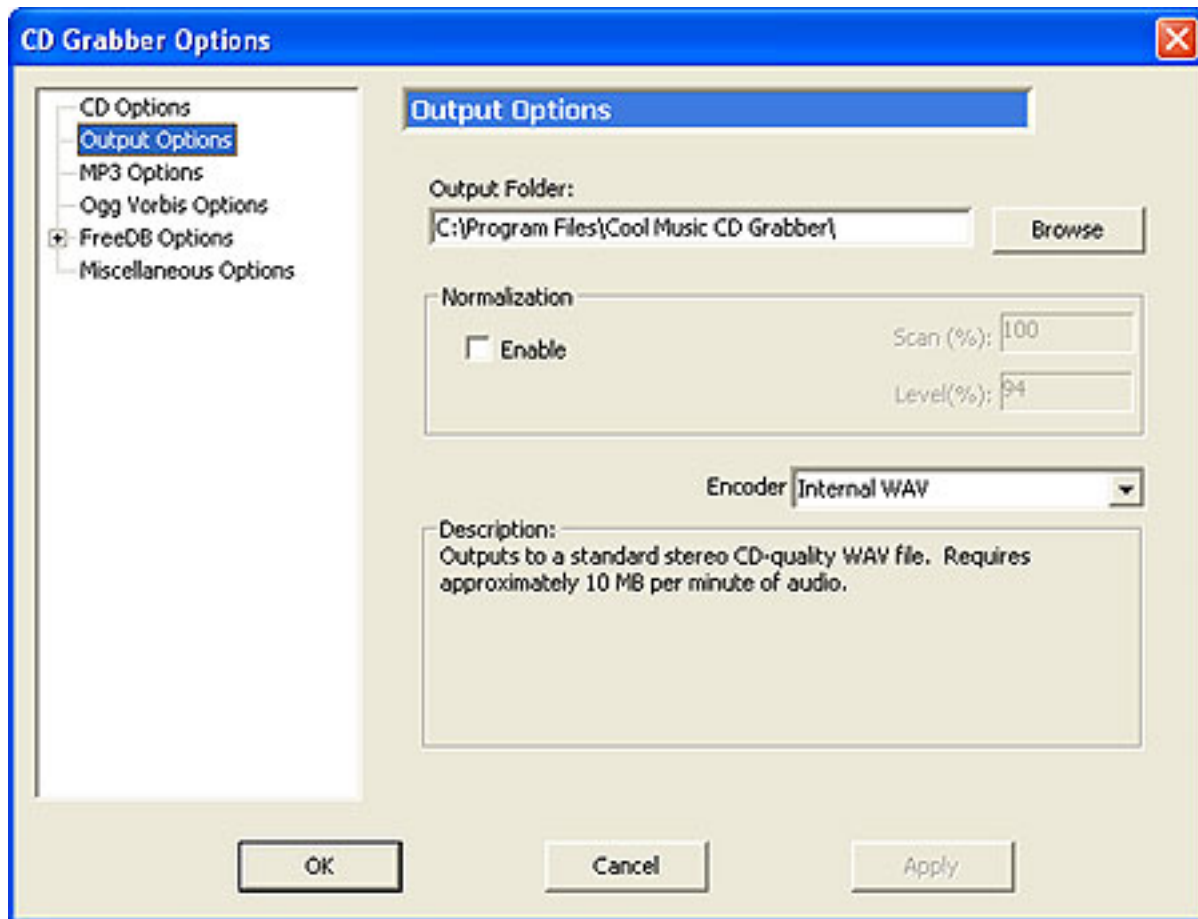 CD Grabber Options
CD Options
Output Options
MP3 Options
Ogg Vorbis Options
FreeDB Options
Miscellaneous Options
Output Options
Output Folder:
C:\Program Files\Cool Music CD Grabber\
Browse
Normalization
Enable
Scan (%): 100
Level(%): 94
Encoder Internal WAV
Description:
Outputs to a standard stereo CD-quality WAV file.  Requires
approximately 10 MB per minute of audio.
OK
Cancel
Apply